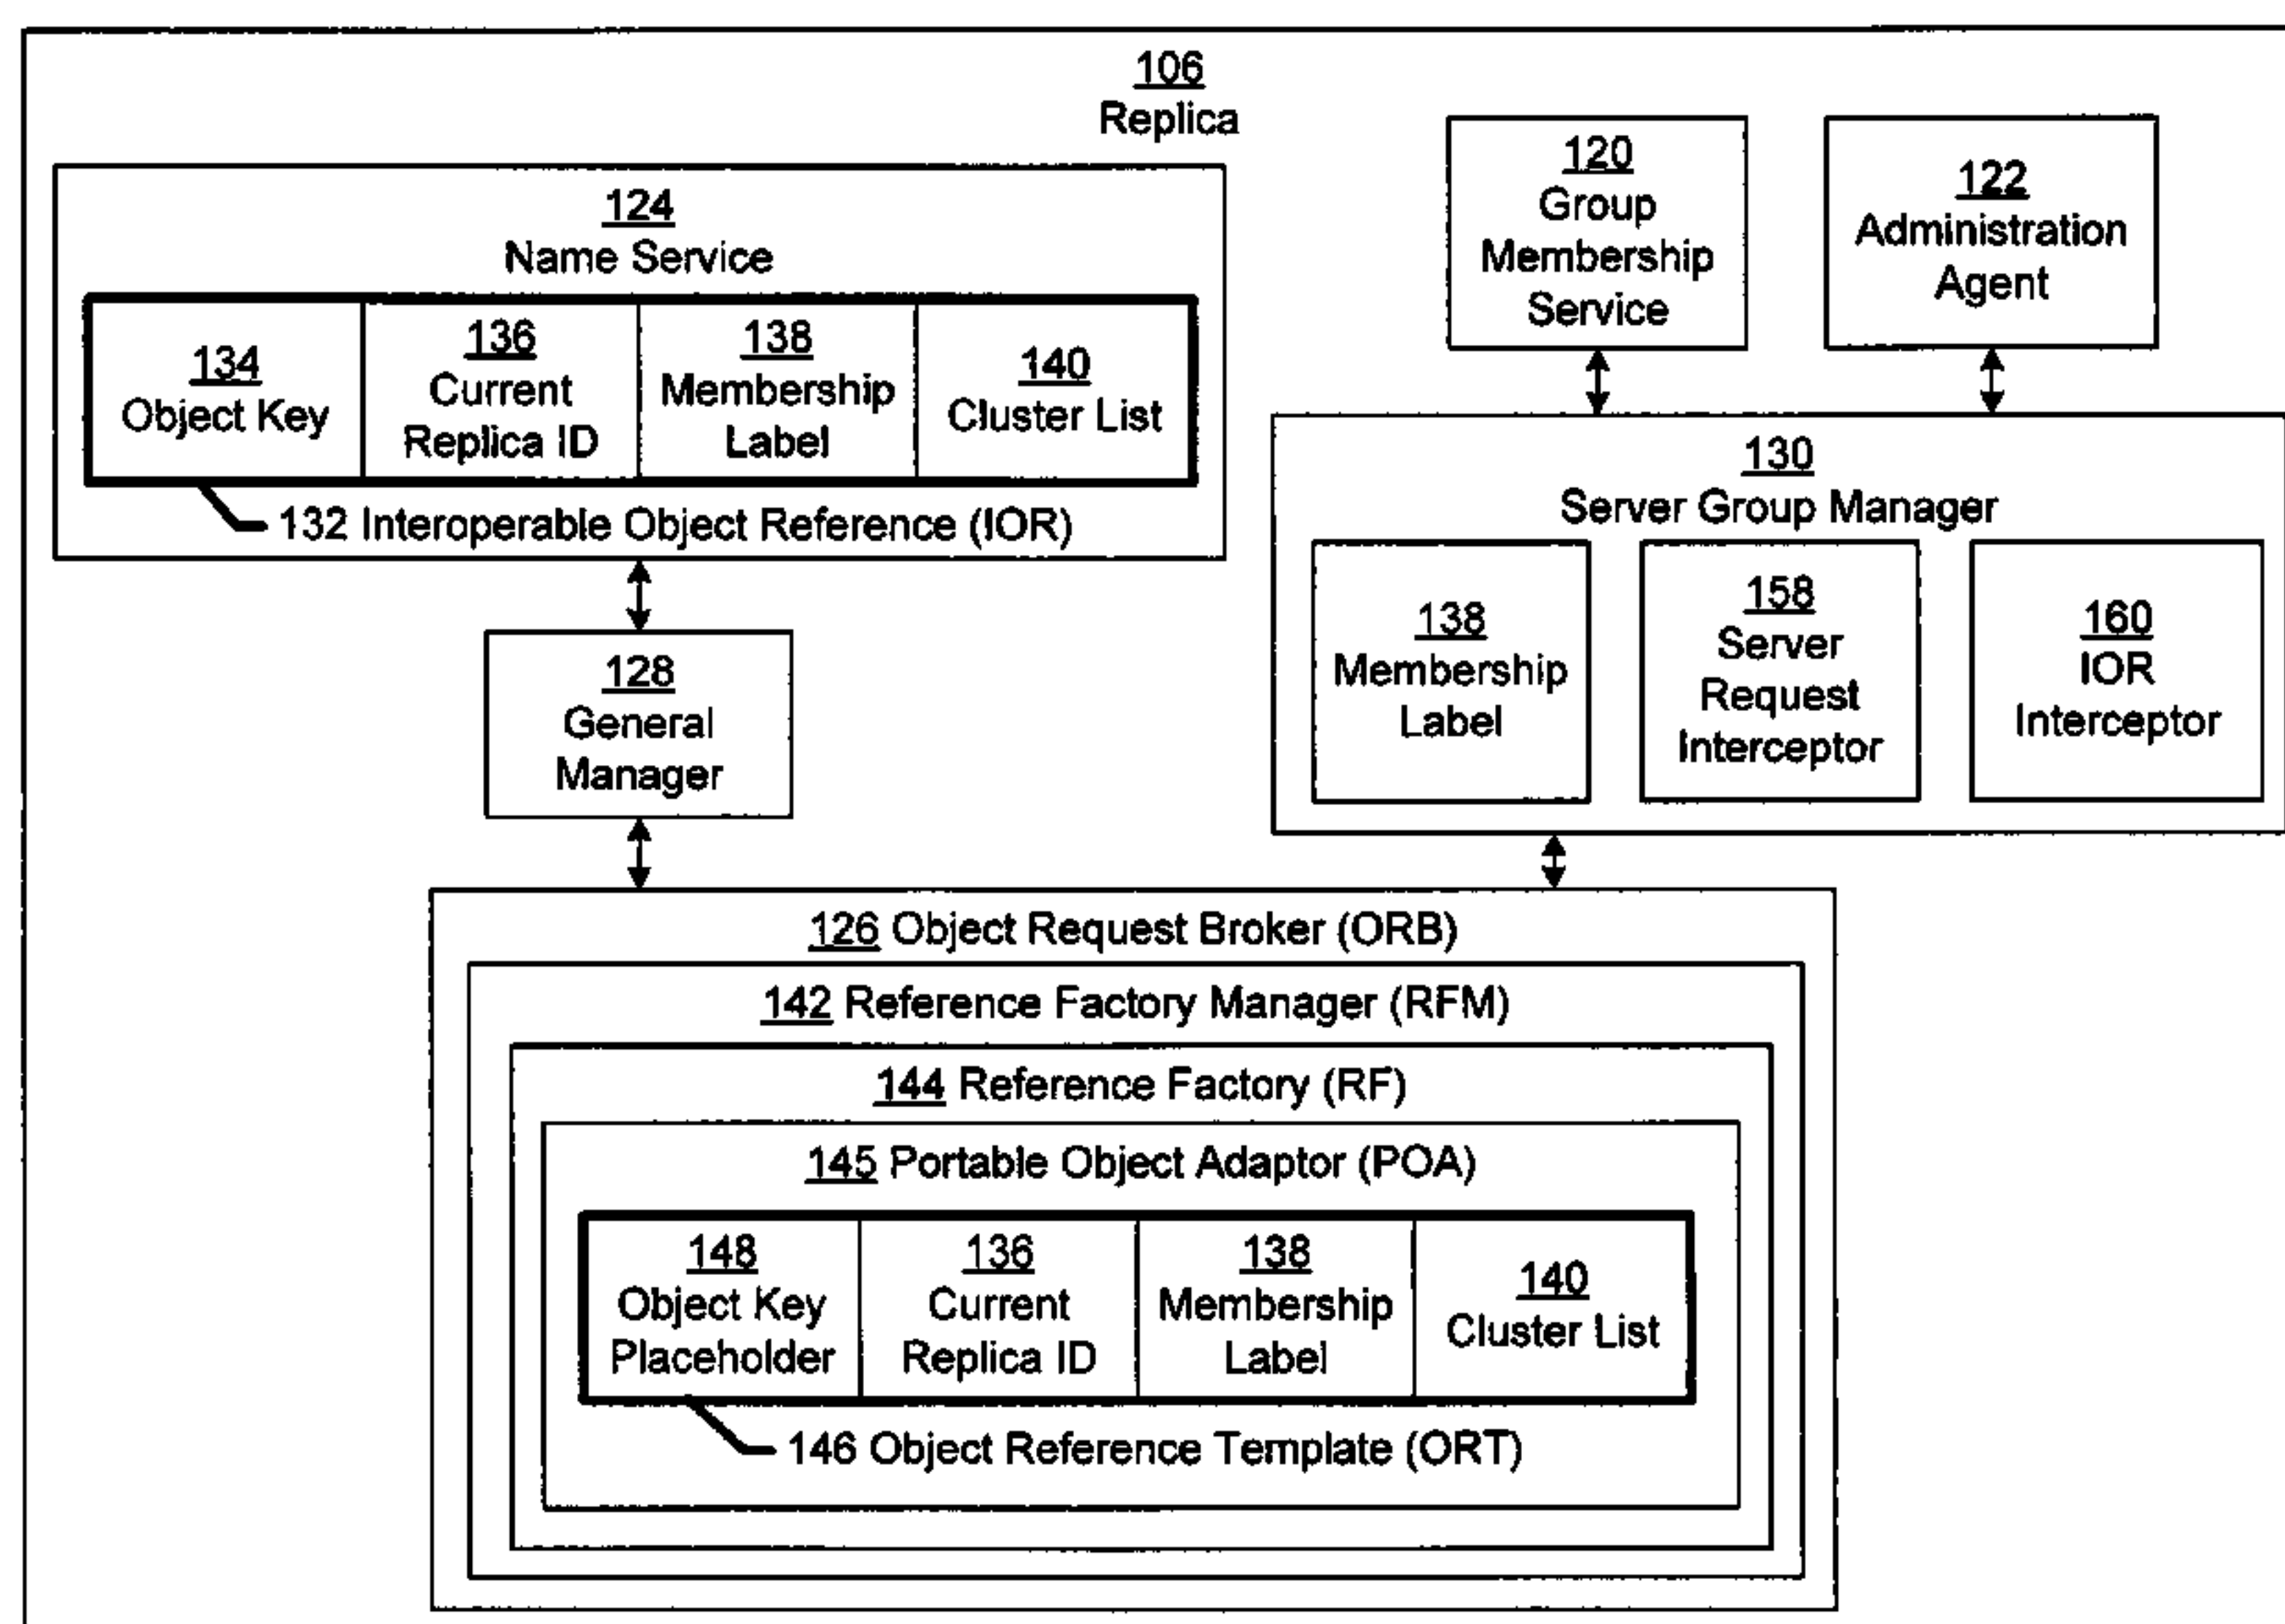 106
Replica
124
Name Service
134
Object Key
136
Current
Replica ID
138
Membership
Label
140
Cluster List
132 Interoperable Object Reference (IOR)
120
Group
Membership
Service
122
Administration
Agent
130
Server Group Manager
138
Membership
Label
158
Server
Request
Interceptor
160
IOR
Interceptor
128
General
Manager
126 Object Request Broker (ORB)
142 Reference Factory Manager (RFM)
144 Reference Factory (RF)
145 Portable Object Adaptor (POA)
148
Object Key
Placeholder
136
Current
Replica ID
138
Membership
Label
140
Cluster List
146 Object Reference Template (ORT)